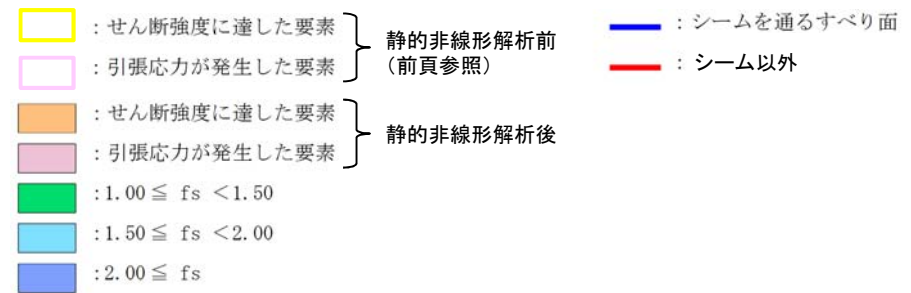 ：せん断強度に達した要素
：引張応力が発生した要素
静的非線形解析前
（前頁参照）
：せん断強度に達した要素
：引張応力が発生した要素
静的非線形解析後
:1.00≦ fs ＜1.50
:1.50≦ fs ＜2.00
:2.00≦ fs
：シームを通るすべり面
：シーム以外